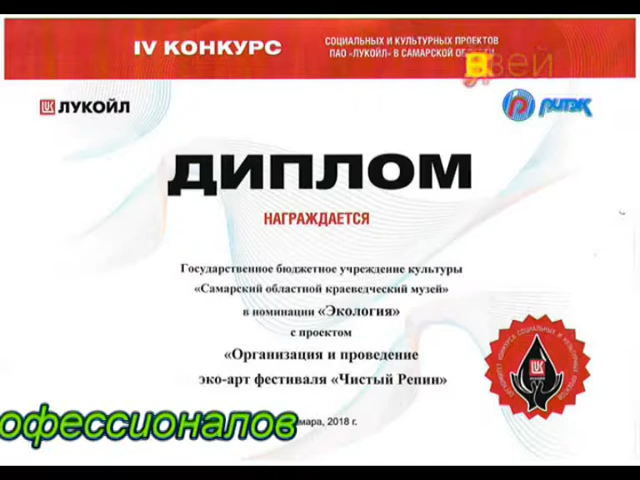 IV КОНКУРС
СОЦИАЛЬНЫХ И КУЛЬТУРНЫХ ПРОЕКТОВ
ПАО «ЛУКОЙЛ» В САМАРСКОЙ
ЛУКОЙЛ
РИТЭК
ДИПЛОМ
НАГРАЖДАЕТСЯ
Государственное бюджетное учреждение культуры
«Самарский областной краеведческий музей»
в номинации «Экология»
с проектом
«Организация и проведение
эко-арт фестиваля «Чистый Репин»
офессионалов
мара, 2018 г.